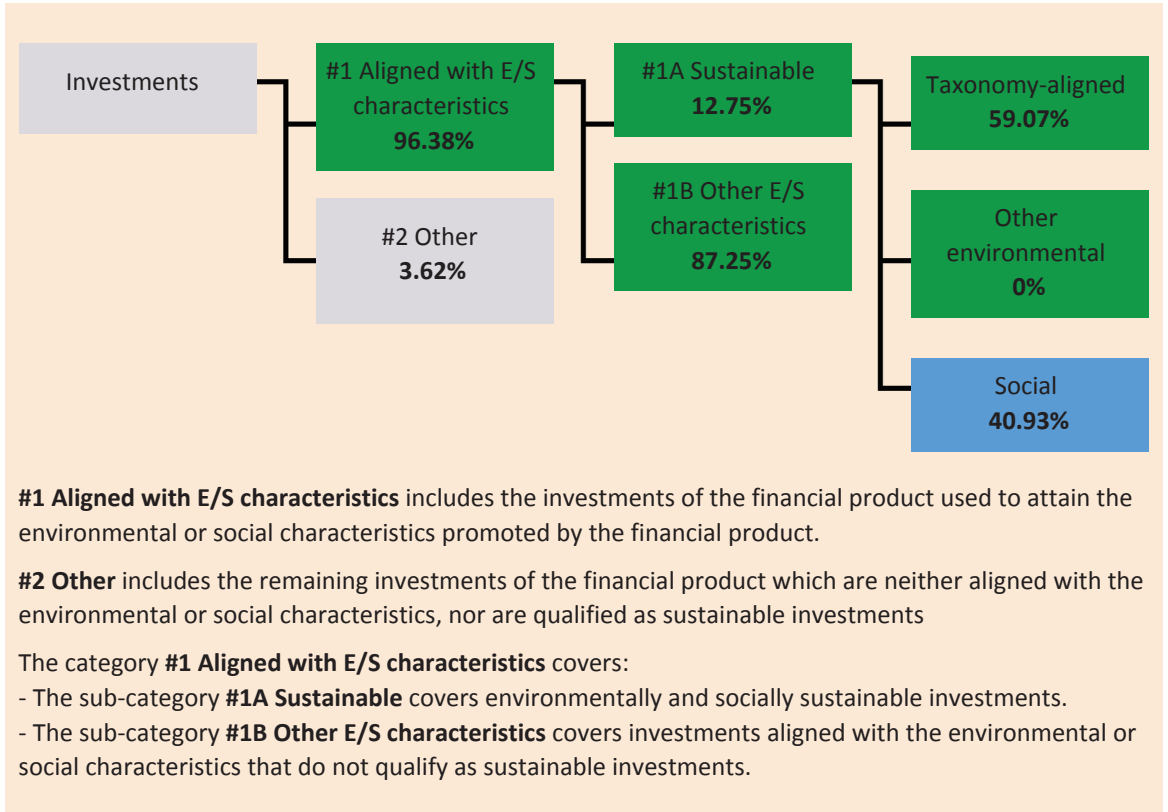 Investments
#1 Aligned with E/S
characteristics
96.38%
#2 Other
3.62%
#1A Sustainable
12.75%
#1B Other E/S
characteristics
87.25%
Taxonomy-aligned
59.07%
Other
environmental
0%
Social
40.93%
#1 Aligned with E/S characteristics includes the investments of the financial product used to attain the
environmental or social characteristics promoted by the financial product.
#2 Other includes the remaining investments of the financial product which are neither aligned with the
environmental or social characteristics, nor are qualified as sustainable investments
The category #1 Aligned with E/S characteristics covers:
- The sub-category #1A Sustainable covers environmentally and socially sustainable investments.
- The sub-category #1B Other E/S characteristics covers investments aligned with the environmental or
social characteristics that do not qualify as sustainable investments.